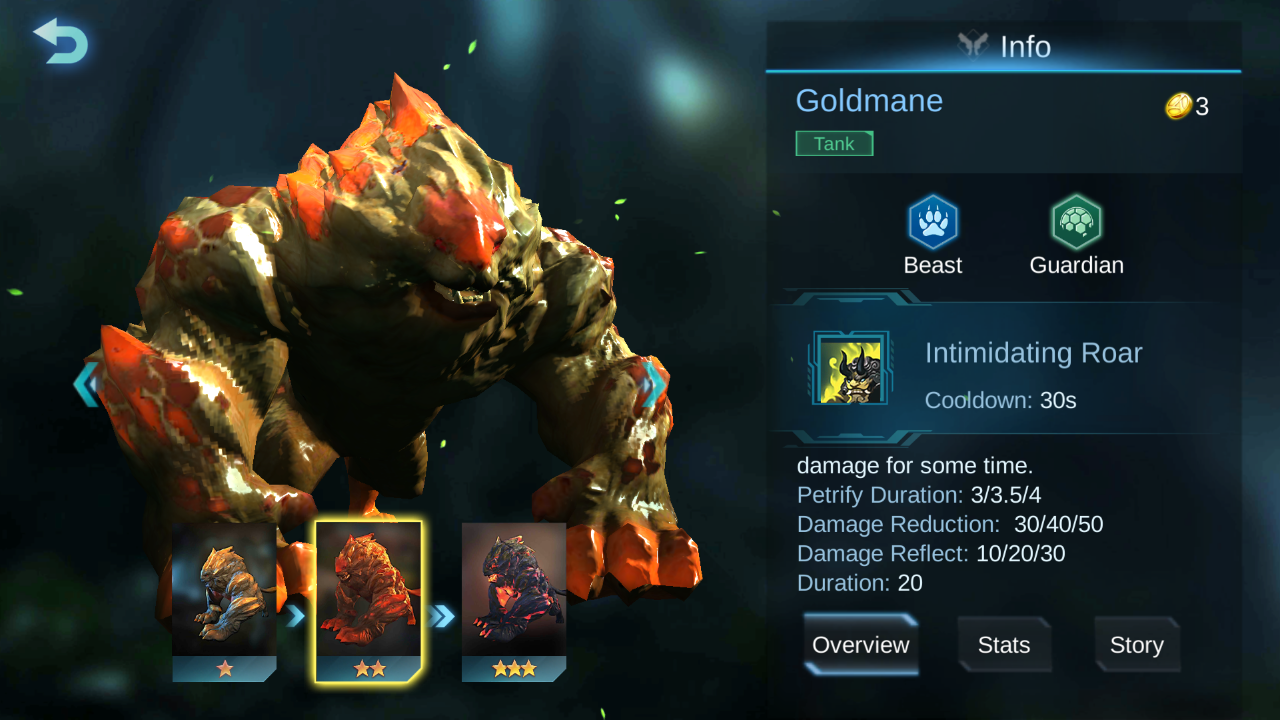 Info
Goldmane
3
Tank
Beast
Guardian
Intimidating Roar
Cooldown: 30s
damage for some time.
Petrify Duration: 3/3.5/4
Damage Reduction: 30/40/50
Damage Reflect: 10/20/30
Duration: 20
Overview
Stats
Story